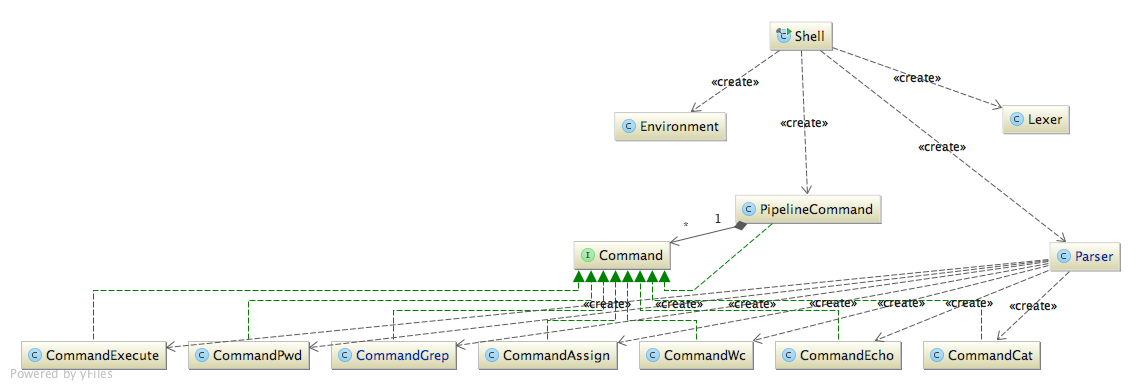 C Shell
«create»
«create»
C Environment
C Lexer
«create»
«create»
C PipelineCommand
1
*
I Command
C Parser
«create»
«create»
«create»
«create»
«create»
«create»
«create»
C CommandExecute
C CommandPwd
C CommandGrep
C CommandAssign
C CommandWc
C CommandEcho
C CommandCat
Powered by yFiles